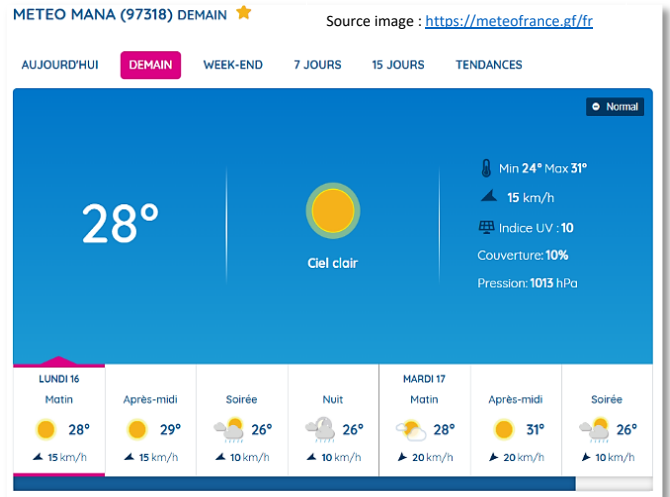 METEO MANA (97318) DEMAIN
Source image : https://meteofrance.gf/fr
AUJOURD'HUI DEMAIN WEEK-END 7 JOURS 15 JOURS TENDANCES
Normal
28°
Ciel clair
Min 24° Max 31°
15 km/h
Indice UV : 10
Couverture: 10%
Pression: 1013 hPa
LUNDI 16
Matin
28°
15 km/h
Après-midi
29°
15 km/h
Soirée
26°
10 km/h
Nuit
26°
10 km/h
MARDI 17
Matin
28°
20 km/h
Après-midi
31°
20 km/h
Soirée
26°
10 km/h